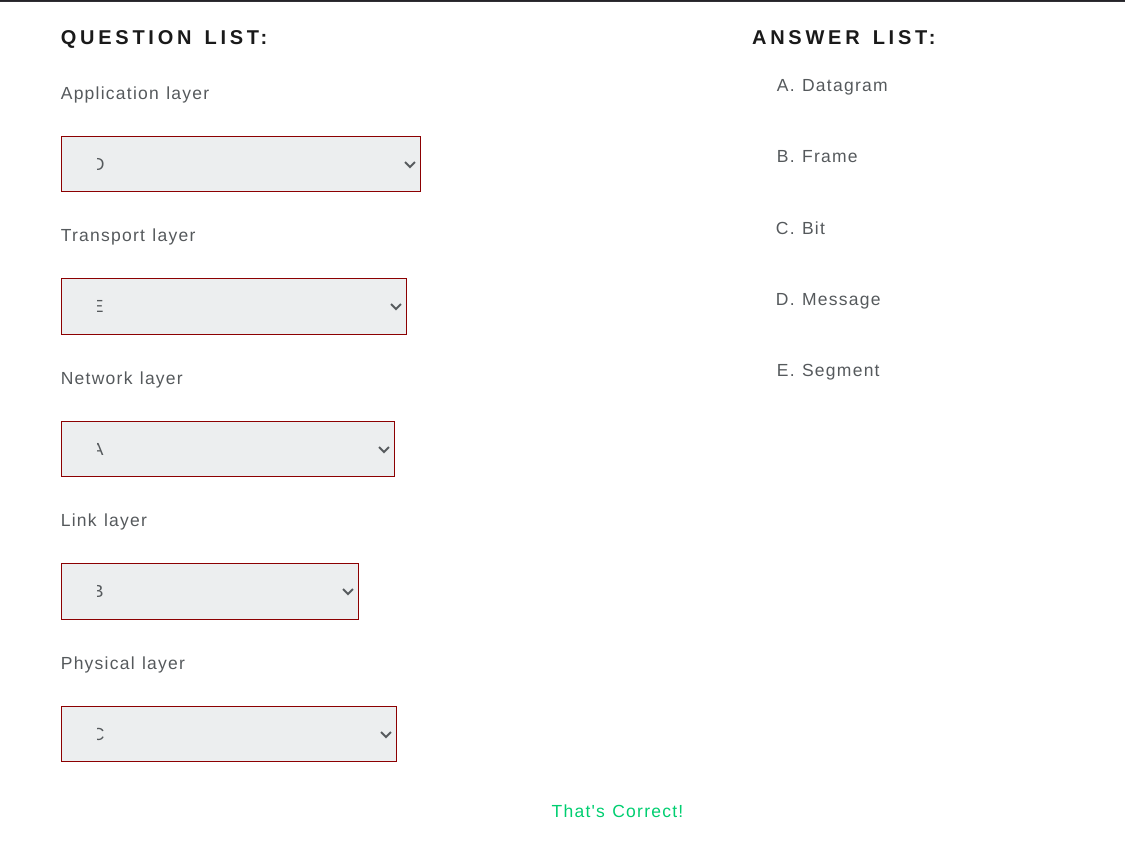 QUESTION LIST:
Application layer
D
Transport layer
E
Network layer
A
Link layer
B
Physical layer
C
ANSWER LIST:
A. Datagram
B. Frame
C. Bit
D. Message
E. Segment
That's Correct!